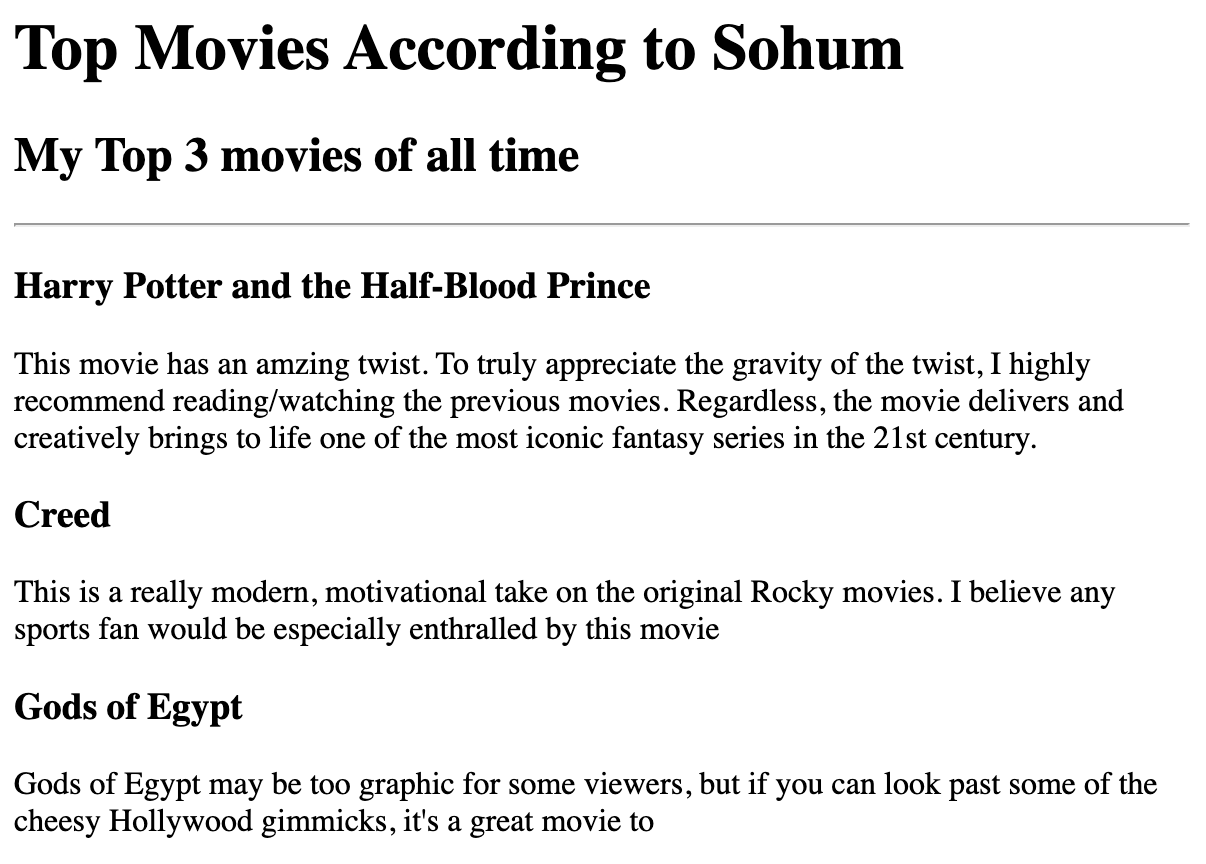 Top Movies According to Sohum
My Top 3 movies of all time
Harry Potter and the Half-Blood Prince
This movie has an amzing twist. To truly appreciate the gravity of the twist, I highly
recommend reading/watching the previous movies. Regardless, the movie delivers and
creatively brings to life one of the most iconic fantasy series in the 21st century.
Creed
This is a really modern, motivational take on the original Rocky movies. I believe any
sports fan would be especially enthralled by this movie
Gods of Egypt
Gods of Egypt may be too graphic for some viewers, but if you can look past some of the
cheesy Hollywood gimmicks, it's a great movie to